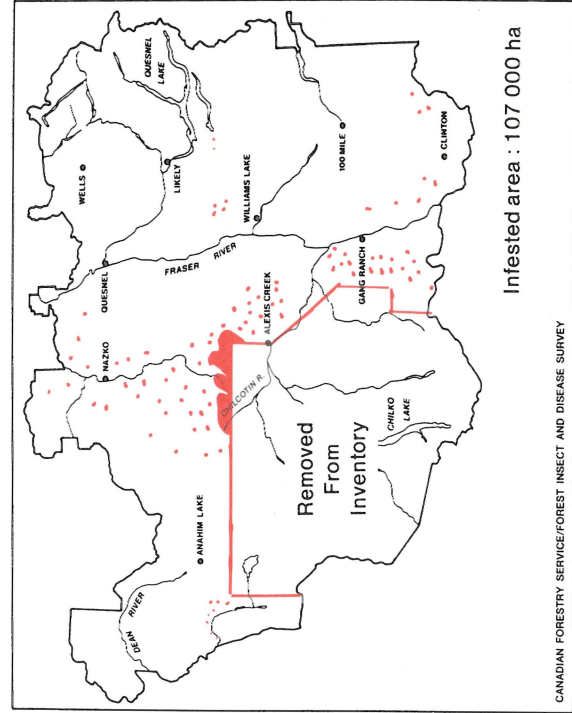 QUESNEL
LAKE
WELLS
LIKELY
QUESNEL
NAZKO
WILLIAMS LAKE
FRASER RIVER
100 MILE
ANAHIM LAKE
DEAN RIVER
CHILCOTIN R.
ALEXIS CREEK
GANG RANCH
CLINTON
Removed
From
Inventory
CHILKO
LAKE
Infested area : 107 000 ha
CANADIAN FORESTRY SERVICE/FOREST INSECT AND DISEASE SURVEY